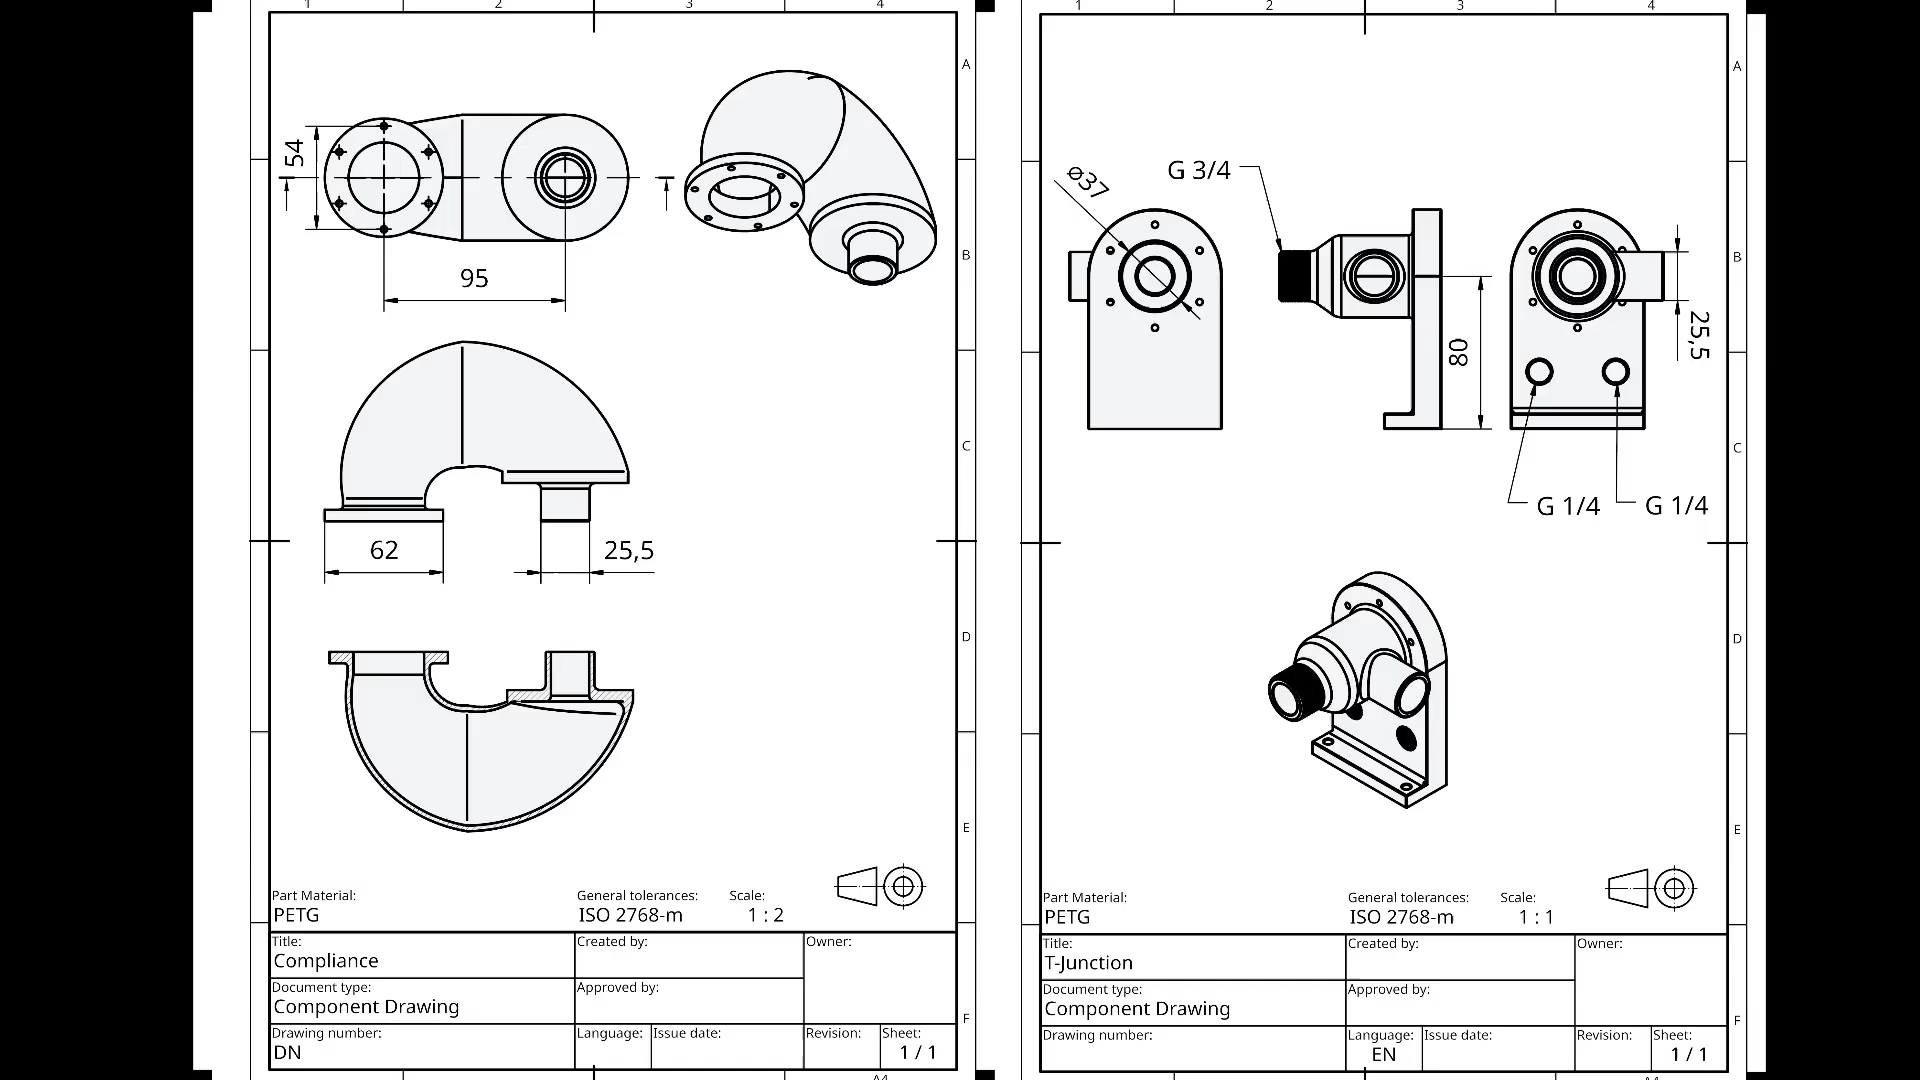 1 2 3 4
A
B
C
D
E
F
54
95
62
25,5
Part Material:
PETG
General tolerances:
ISO 2768-m
Scale:
1 : 2
Title:
Compliance
Created by:
Owner:
Document type:
Component Drawing
Approved by:
Drawing number:
DN
Language:
Issue date:
Revision:
Sheet:
1 / 1
1 2 3 4
A
B
C
D
E
F
ø37
G 3/4
80
25,5
G 1/4
G 1/4
Part Material:
PETG
General tolerances:
ISO 2768-m
Scale:
1 : 1
Title:
T-Junction
Created by:
Owner:
Document type:
Component Drawing
Approved by:
Drawing number:
Language:
EN
Issue date:
Revision:
Sheet:
1 / 1